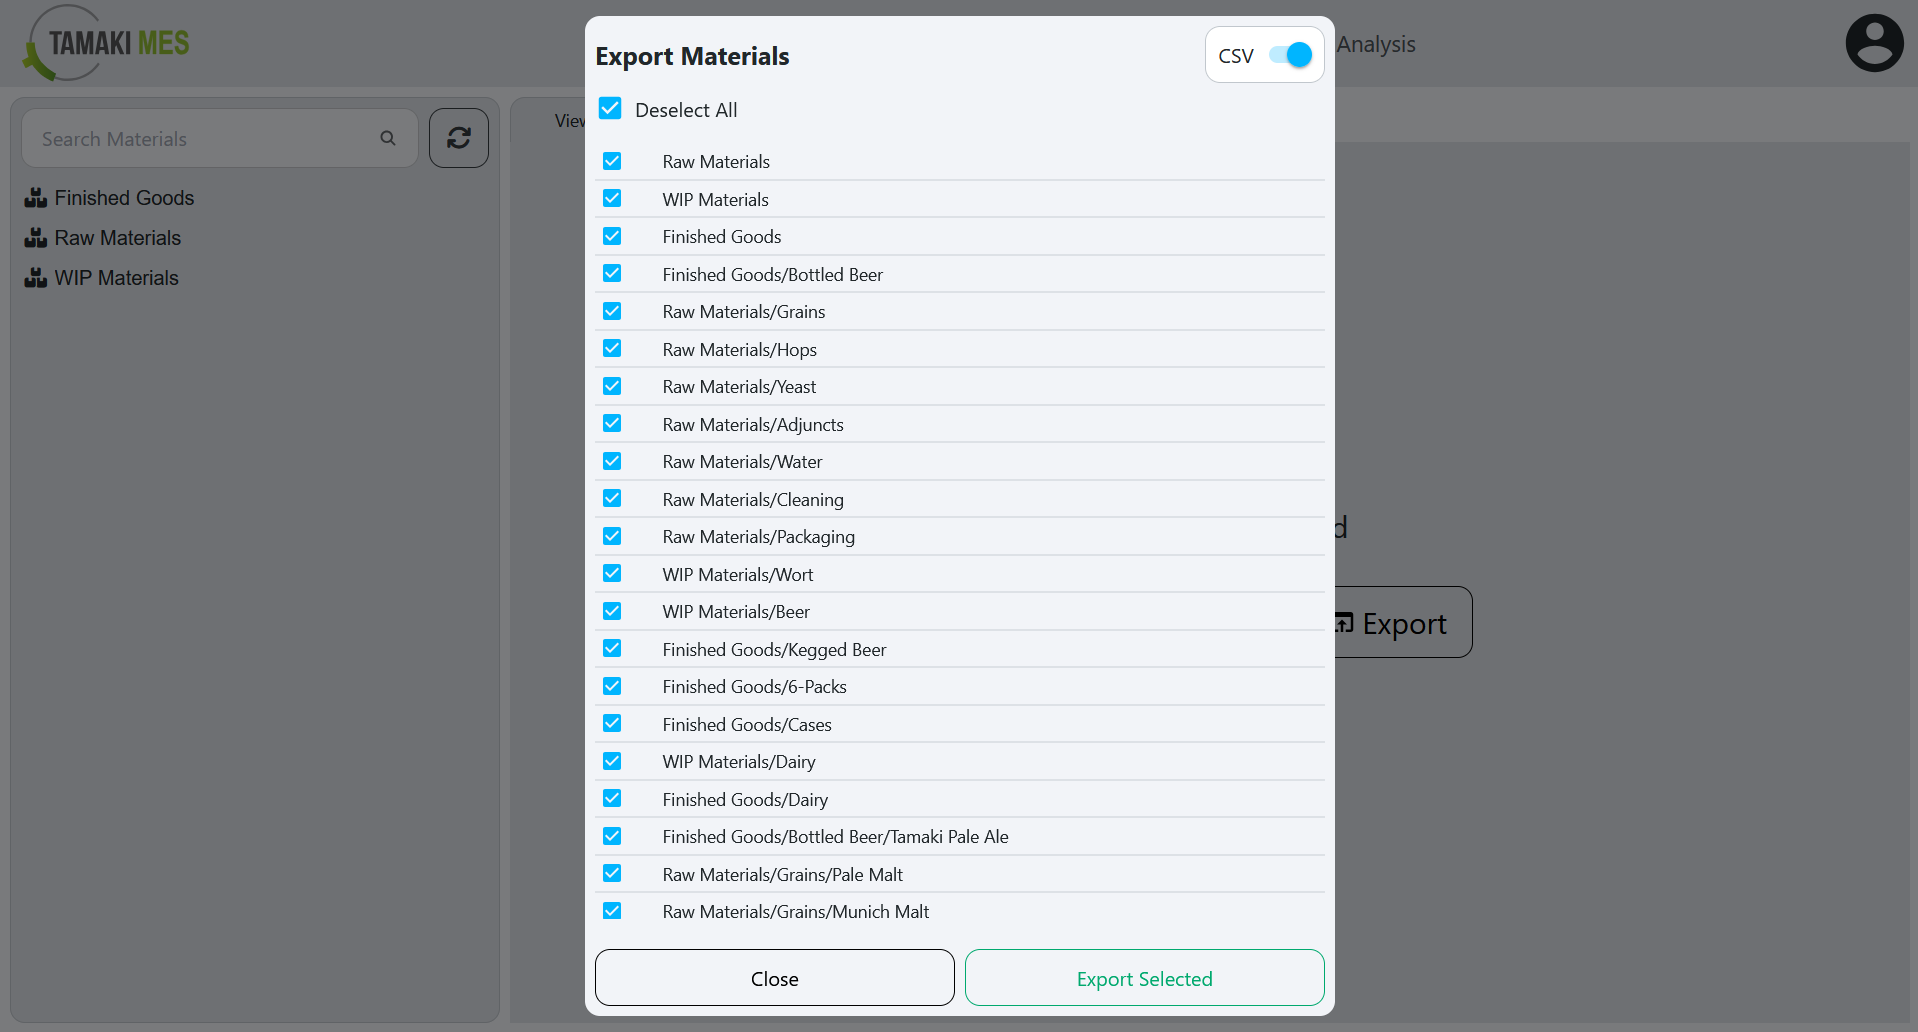 TAMAKI MES
Analysis
Search Materials
Finished Goods
Raw Materials
WIP Materials
Export Materials
CSV
Deselect All
Raw Materials
WIP Materials
Finished Goods
Finished Goods/Bottled Beer
Raw Materials/Grains
Raw Materials/Hops
Raw Materials/Yeast
Raw Materials/Adjuncts
Raw Materials/Water
Raw Materials/Cleaning
Raw Materials/Packaging
WIP Materials/Wort
WIP Materials/Beer
Finished Goods/Kegged Beer
Finished Goods/6-Packs
Finished Goods/Cases
WIP Materials/Dairy
Finished Goods/Dairy
Finished Goods/Bottled Beer/Tamaki Pale Ale
Raw Materials/Grains/Pale Malt
Raw Materials/Grains/Munich Malt
Close
Export Selected
Export